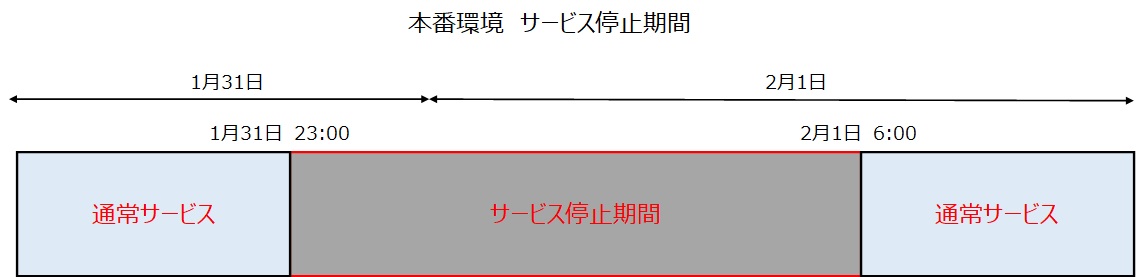 本番環境 サービス停止期間
1月31日
2月1日
1月31日 23:00
2月1日 6:00
通常サービス
サービス停止期間
通常サービス